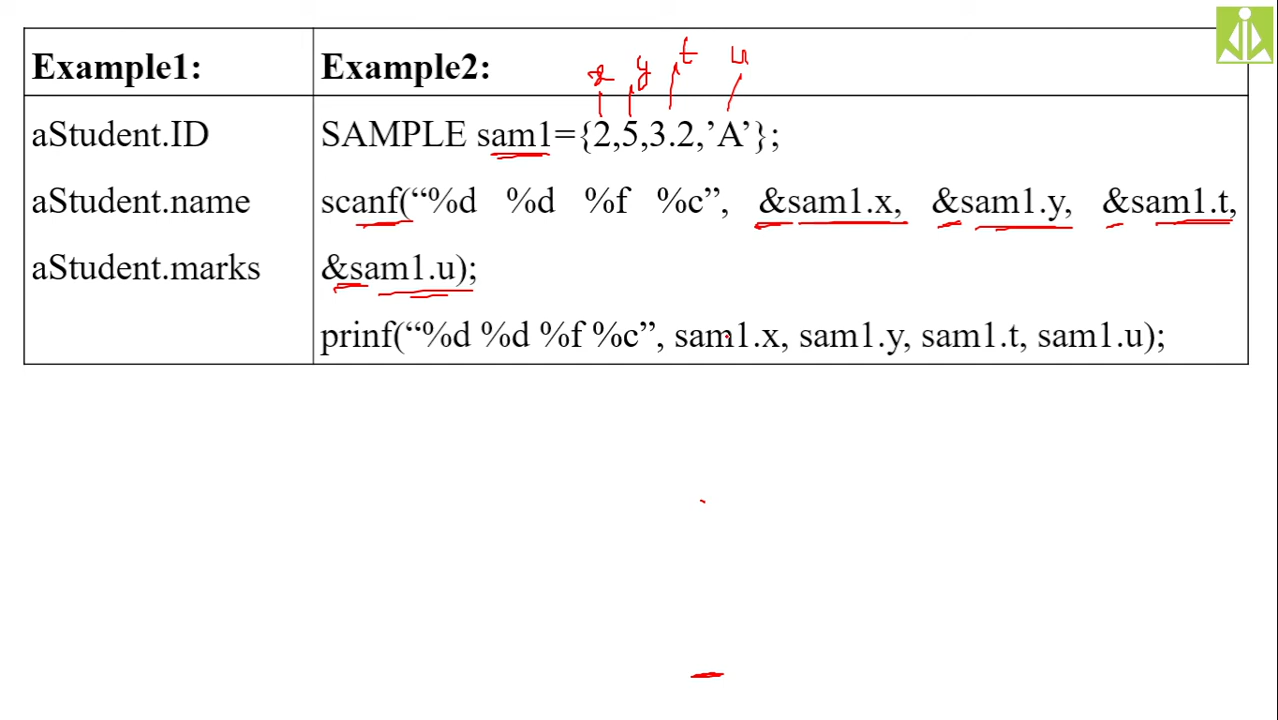 Example1:
aStudent.ID
aStudent.name
aStudent.marks
Example2:
x y t u
SAMPLE sam1={2,5,3.2,’A’};
scanf(“%d %d %f %c”, &sam1.x, &sam1.y, &sam1.t,
&sam1.u);
prinf(“%d %d %f %c”, sam1.x, sam1.y, sam1.t, sam1.u);